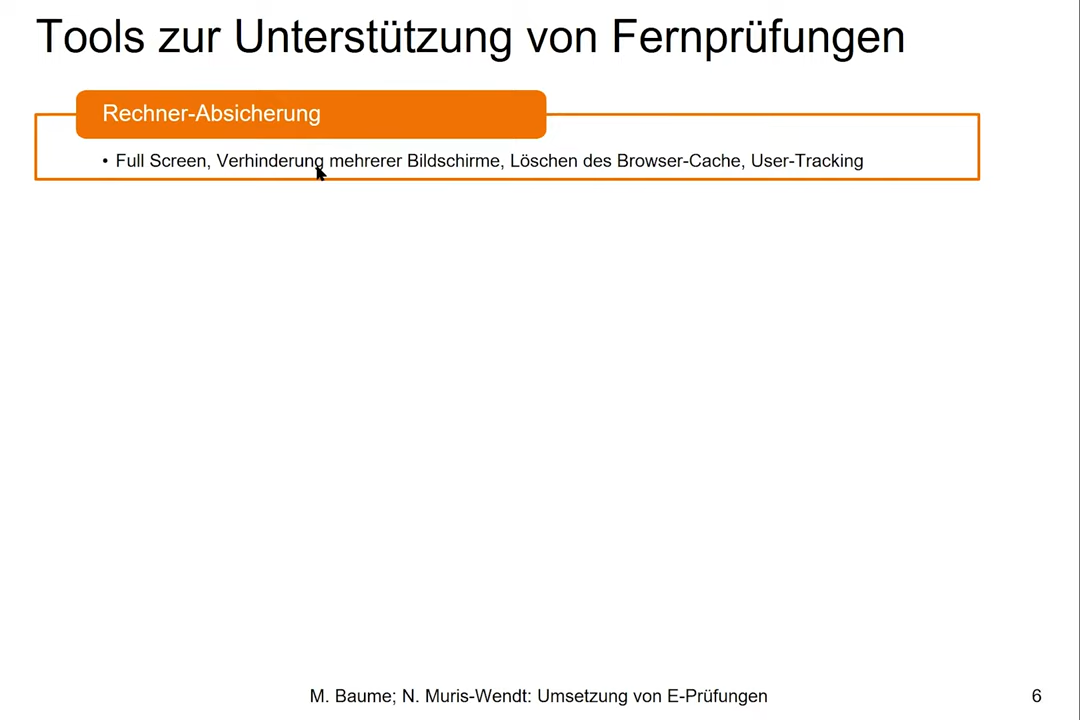 Tools zur Unterstützung von Fernprüfungen
Rechner-Absicherung
• Full Screen, Verhinderung mehrerer Bildschirme, Löschen des Browser-Cache, User-Tracking
M. Baume; N. Muris-Wendt: Umsetzung von E-Prüfungen
6